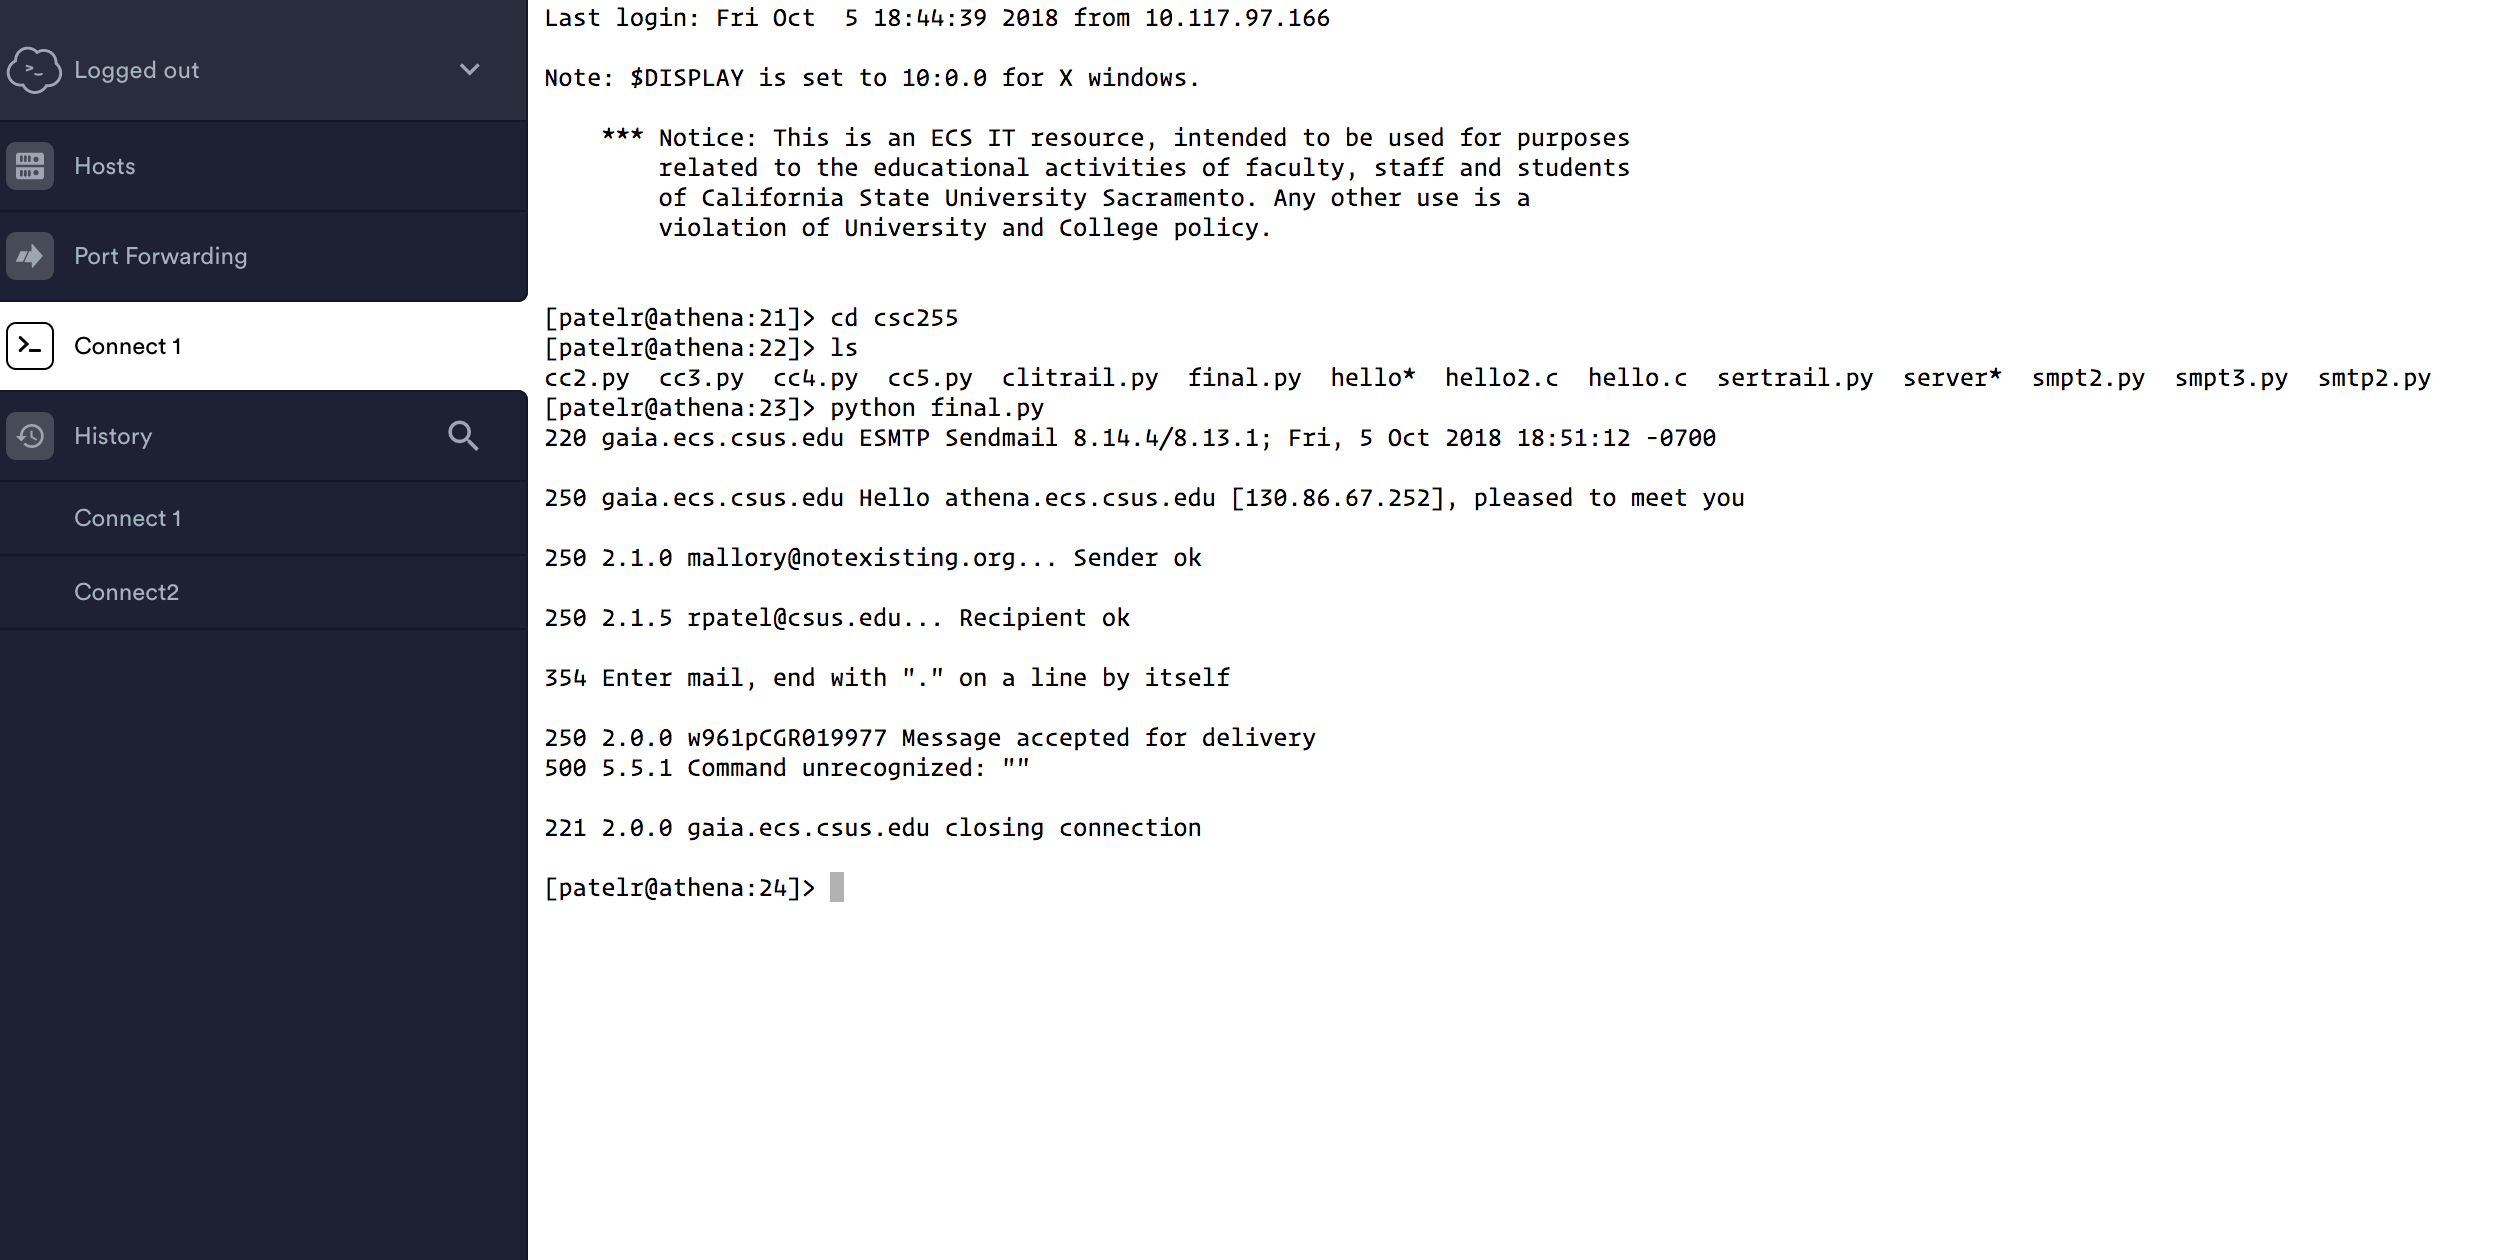 Logged out
Hosts
Port Forwarding
Connect 1
History
Connect 1
Connect2
Last login: Fri Oct  5 18:44:39 2018 from 10.117.97.166
Note: $DISPLAY is set to 10:0.0 for X windows.
*** Notice: This is an ECS IT resource, intended to be used for purposes
related to the educational activities of faculty, staff and students
of California State University Sacramento. Any other use is a
violation of University and College policy.
[patelr@athena:21]> cd csc255
[patelr@athena:22]> ls
cc2.py  cc3.py  cc4.py  cc5.py  clitrail.py  final.py  hello*  hello2.c  hello.c  sertrail.py  server*  smpt2.py  smpt3.py  smtp2.py
[patelr@athena:23]> python final.py
220 gaia.ecs.csus.edu ESMTP Sendmail 8.14.4/8.13.1; Fri, 5 Oct 2018 18:51:12 -0700
250 gaia.ecs.csus.edu Hello athena.ecs.csus.edu [130.86.67.252], pleased to meet you
250 2.1.0 mallory@notexisting.org... Sender ok
250 2.1.5 rpatel@csus.edu... Recipient ok
354 Enter mail, end with "." on a line by itself
250 2.0.0 w961pCGR019977 Message accepted for delivery
500 5.5.1 Command unrecognized: ""
221 2.0.0 gaia.ecs.csus.edu closing connection
[patelr@athena:24]>